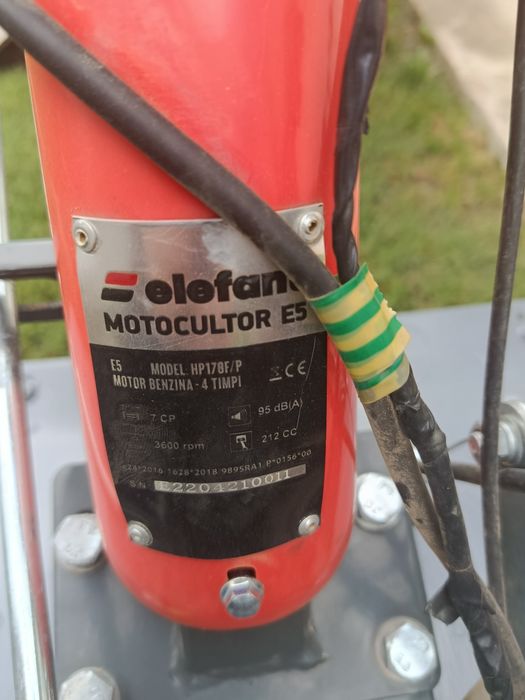 elefant
MOTOCULTOR E5
E5 MODEL HP178F/P
MOTOR BENZINA - 4 TIMPI
CE
7 CP
95 dB(A)
3600 rpm
212 CC
S.N. E2204210011